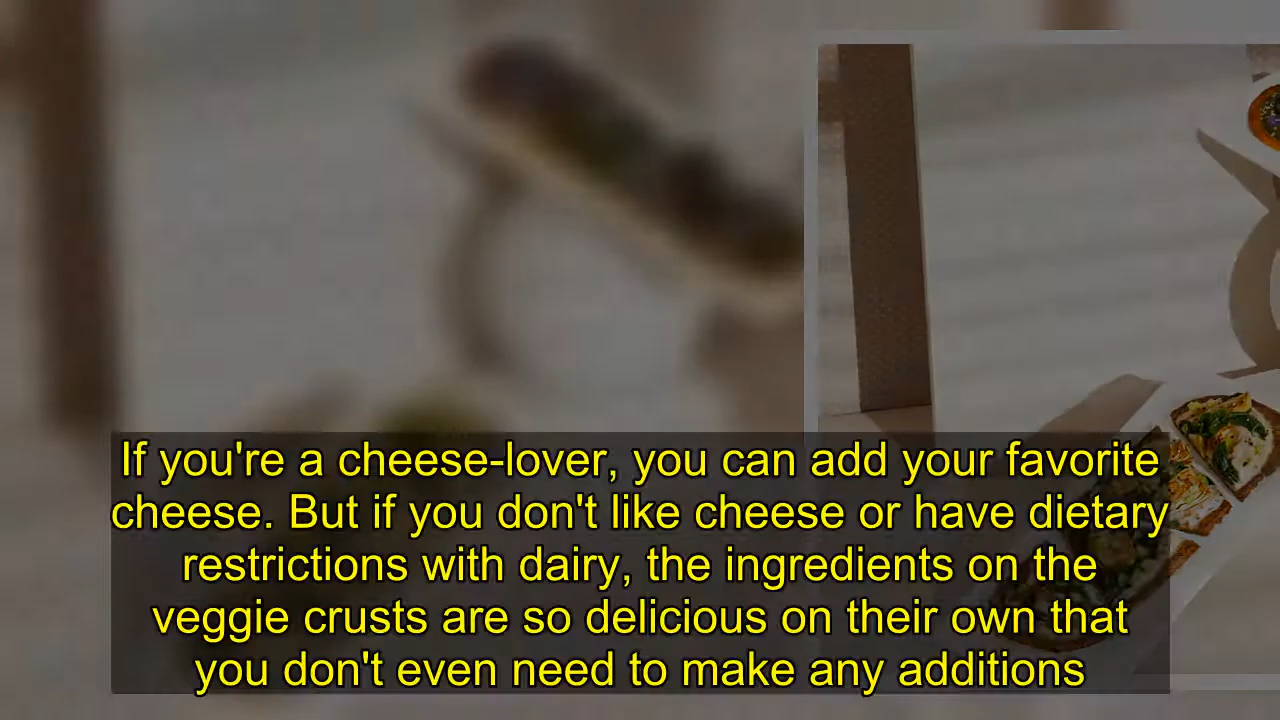 If you're a cheese-lover, you can add your favorite
cheese. But if you don't like cheese or have dietary
restrictions with dairy, the ingredients on the
veggie crusts are so delicious on their own that
you don't even need to make any additions